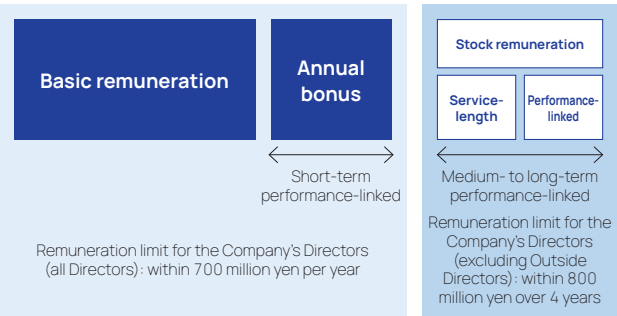 Basic remuneration
Annual
bonus
Short-term
performance-linked
Remuneration limit for the Company's Directors
(all Directors): within 700 million yen per year
Stock remuneration
Service-
length
Performance-
linked
Medium- to long-term
performance-linked
Remuneration limit for the
Company's Directors
(excluding Outside
Directors): within 800
million yen over 4 years